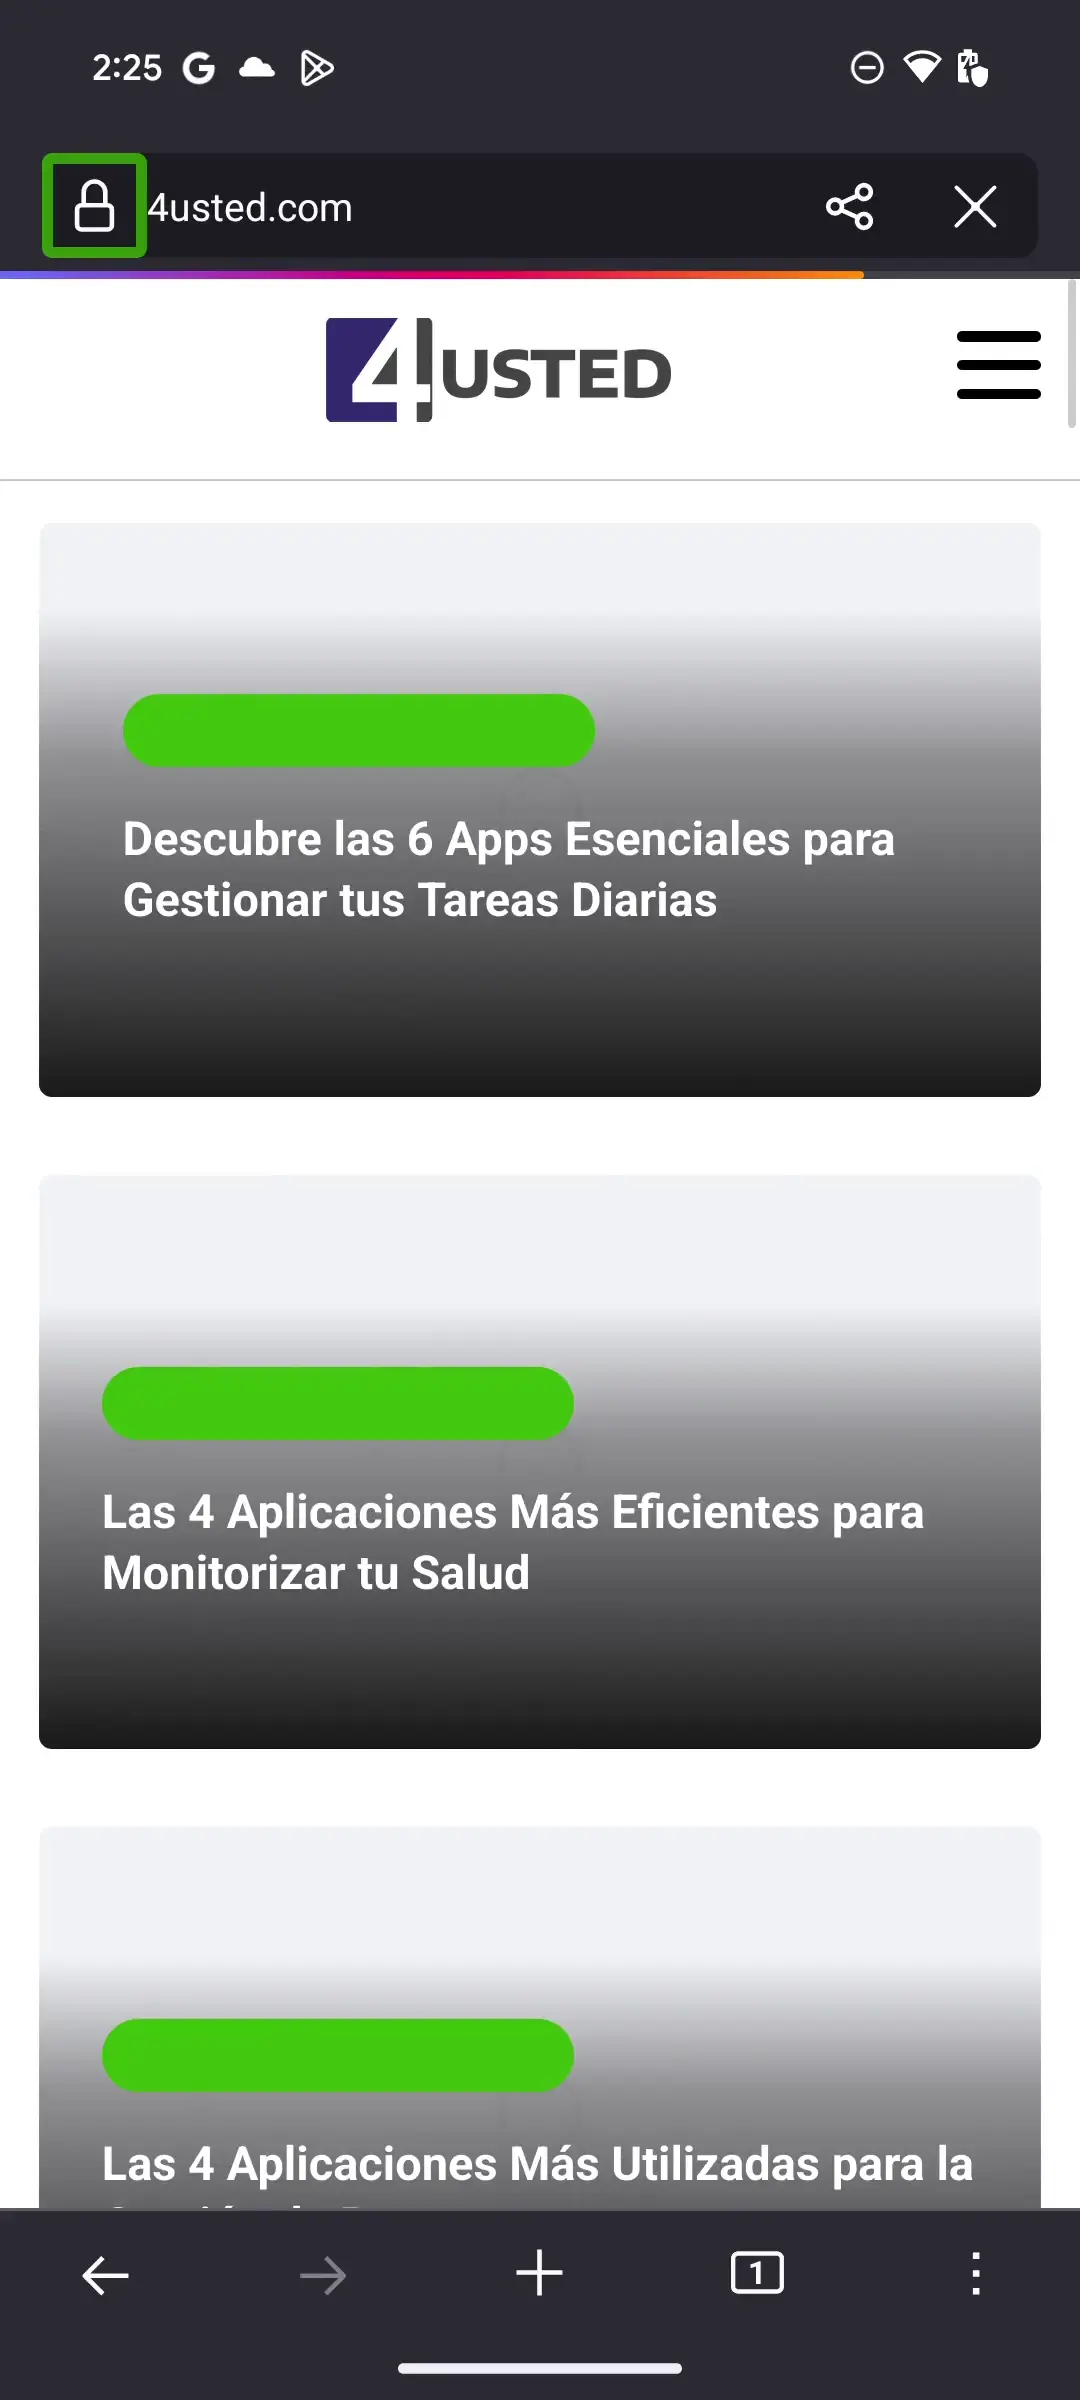 2:25
4usted.com
4USTED
Descubre las 6 Apps Esenciales para
Gestionar tus Tareas Diarias
Las 4 Aplicaciones Más Eficientes para
Monitorizar tu Salud
Las 4 Aplicaciones Más Utilizadas para la
1